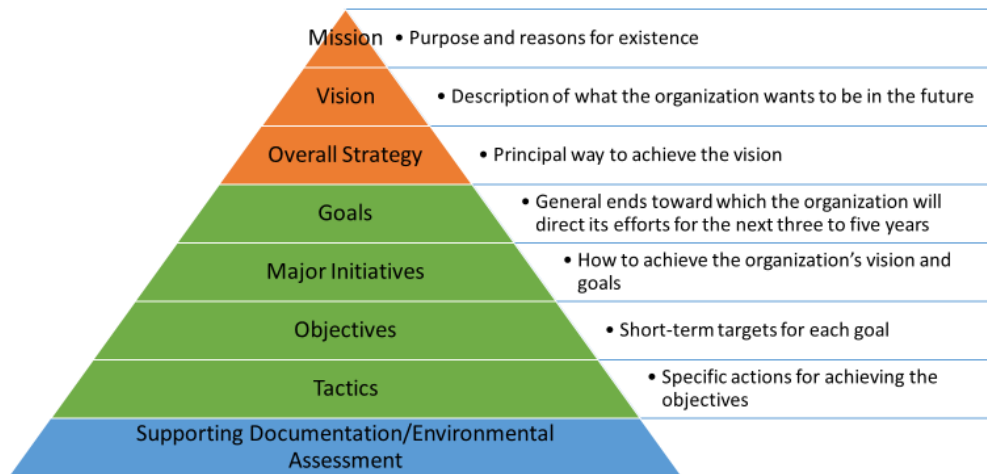 Mission
• Purpose and reasons for existence
Vision
• Description of what the organization wants to be in the future
Overall Strategy
• Principal way to achieve the vision
Goals
• General ends toward which the organization will
direct its efforts for the next three to five years
Major Initiatives
• How to achieve the organization's vision and
goals
Objectives
• Short-term targets for each goal
Tactics
• Specific actions for achieving the
objectives
Supporting Documentation/Environmental
Assessment